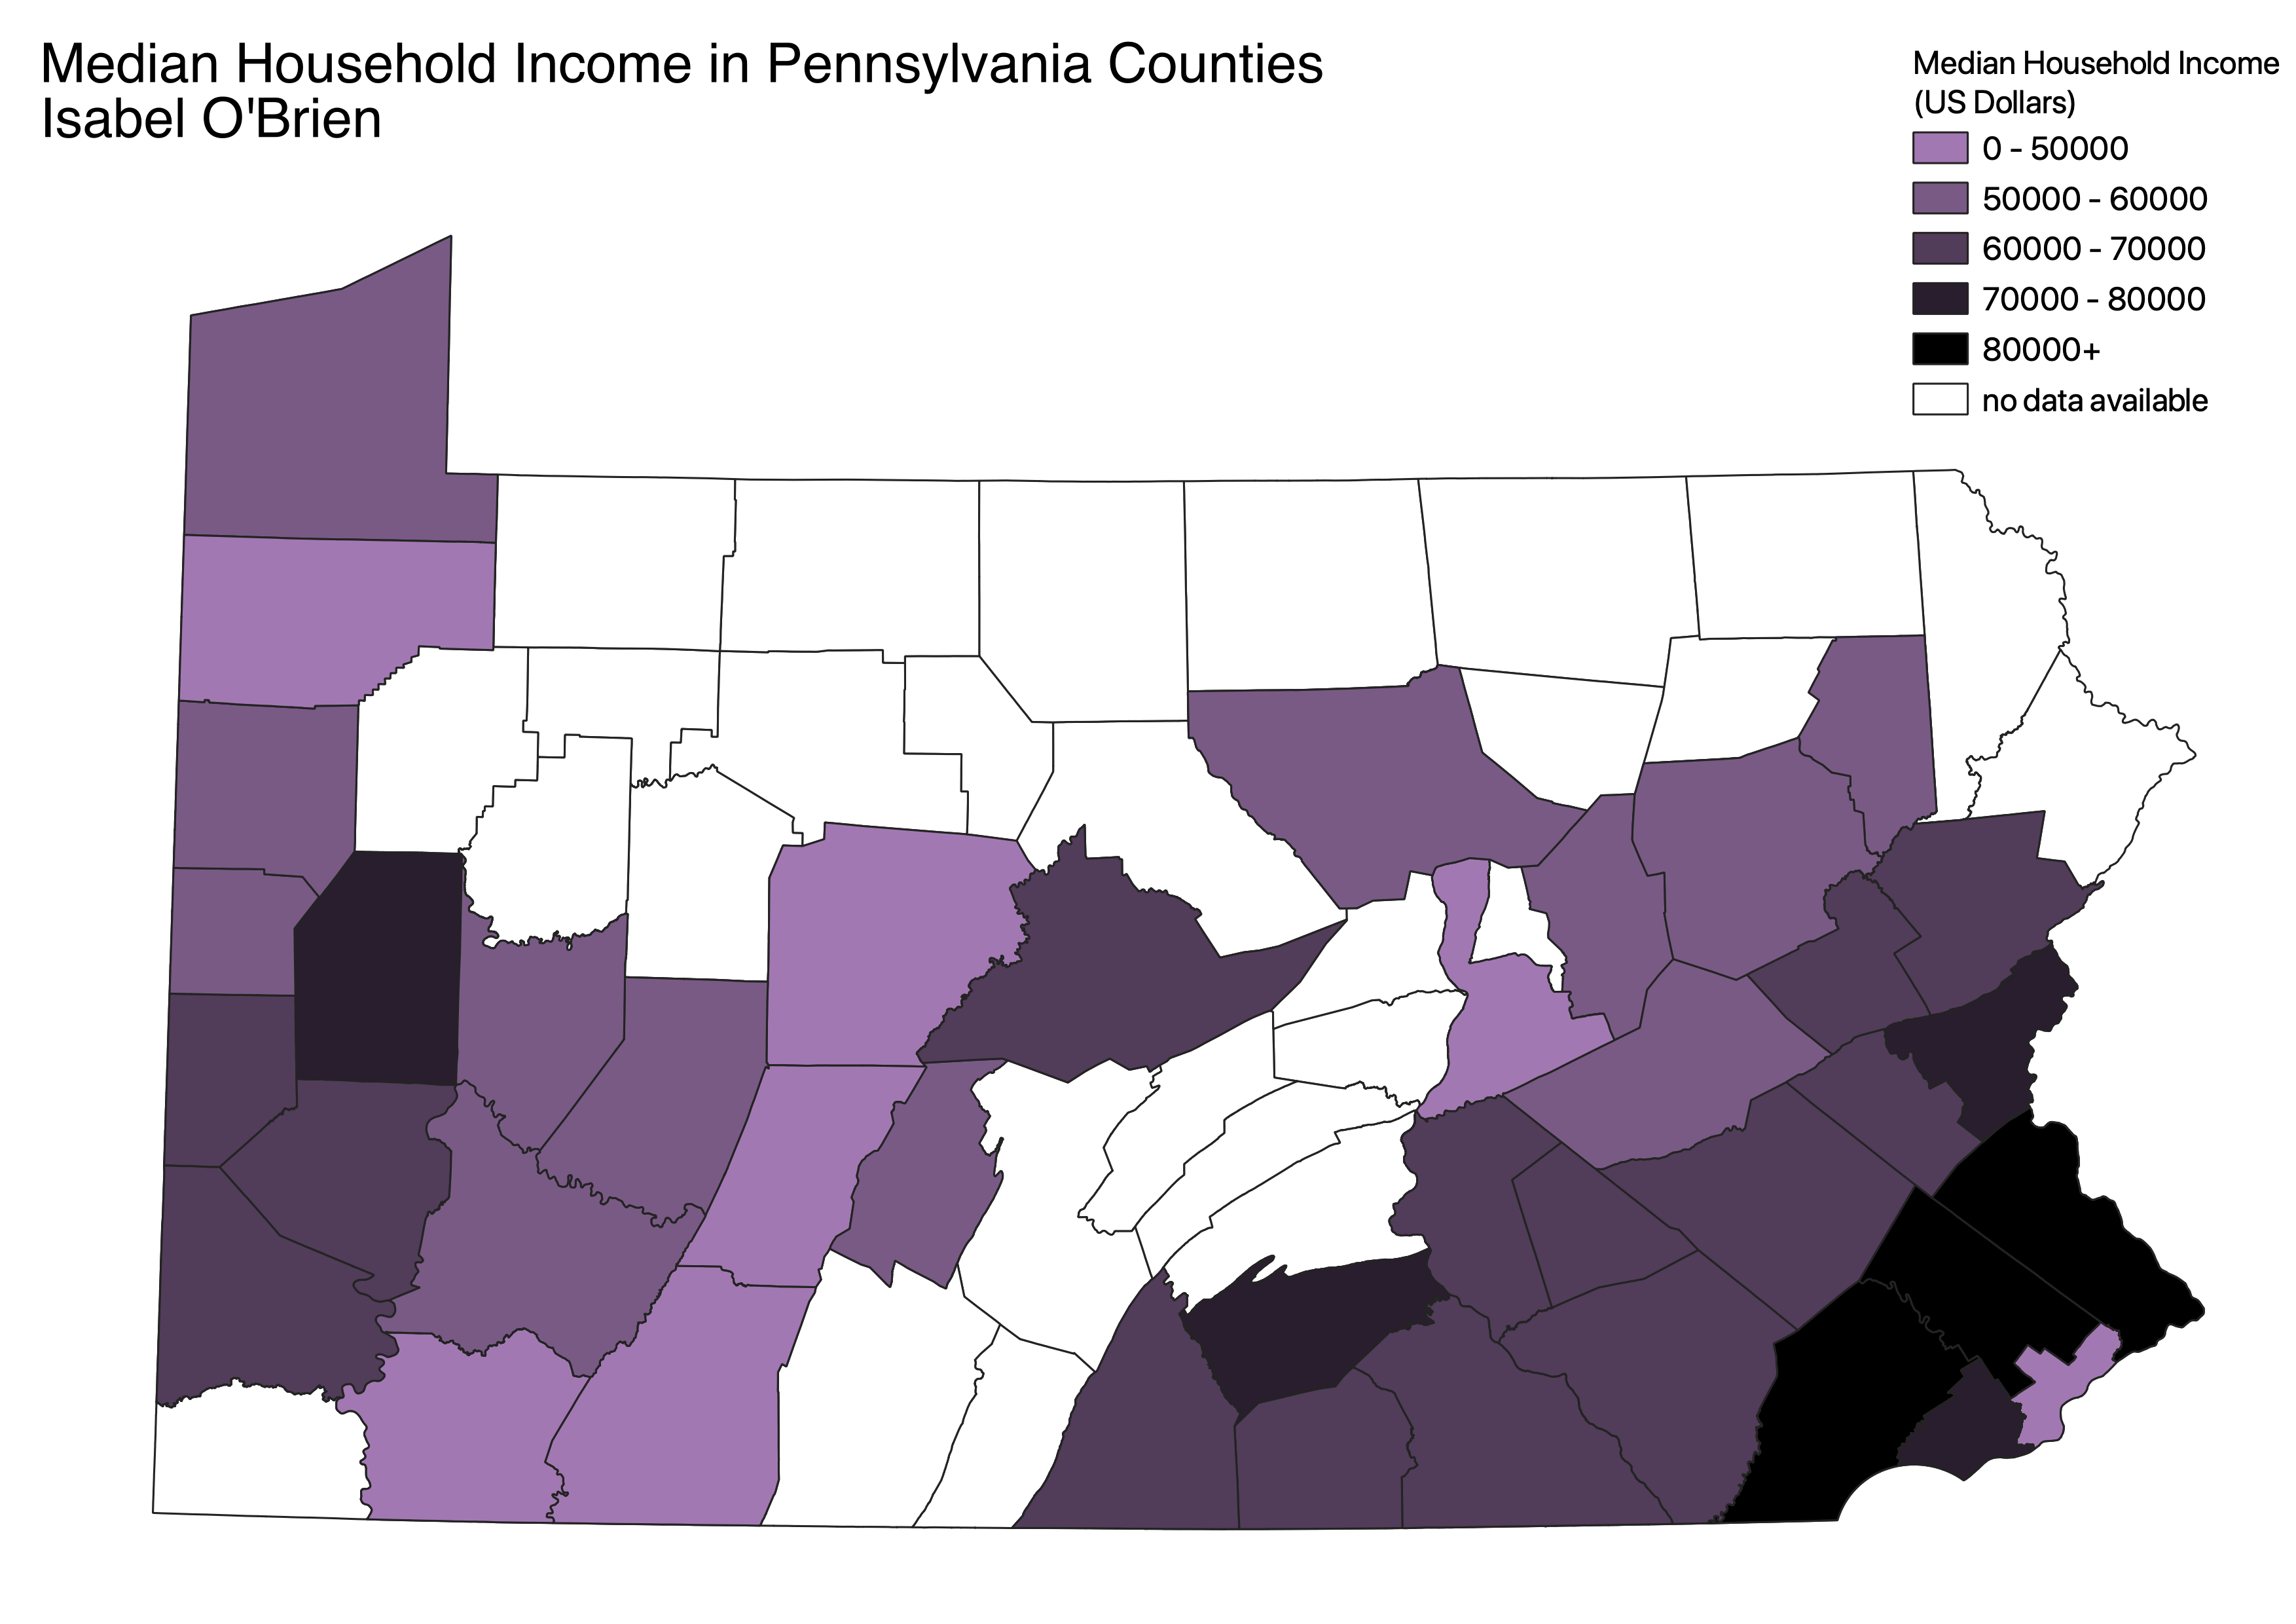 Median Household Income in Pennsylvania Counties
Isabel O'Brien
Median Household Income
(US Dollars)
0 - 50000
50000 - 60000
60000 - 70000
70000 - 80000
80000+
no data available